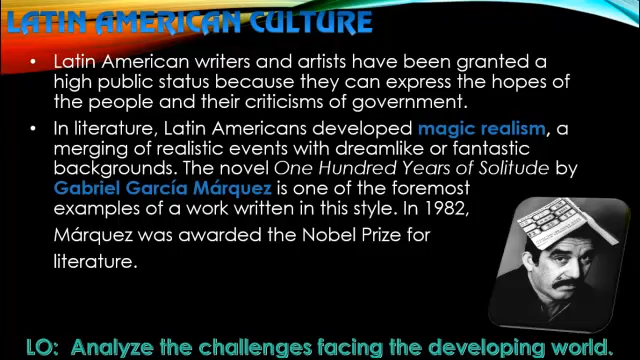 LATIN AMERICAN CULTURE
• Latin American writers and artists have been granted a
high public status because they can express the hopes of
the people and their criticisms of government.
• In literature, Latin Americans developed magic realism, a
merging of realistic events with dreamlike or fantastic
backgrounds. The novel One Hundred Years of Solitude by
Gabriel García Márquez is one of the foremost
examples of a work written in this style. In 1982,
Márquez was awarded the Nobel Prize for
literature.
LO: Analyze the challenges facing the developing world.